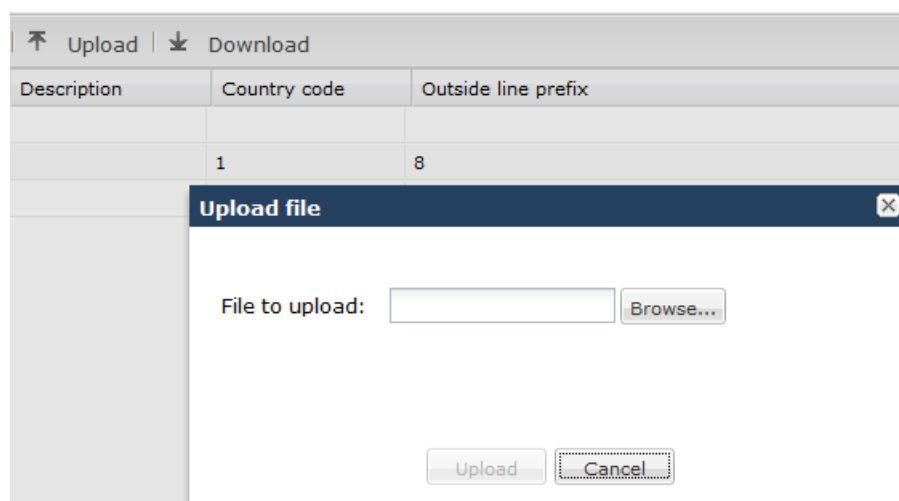 Upload Download
Description Country code Outside line prefix
1 8
Upload file
File to upload: Browse...
Upload Cancel